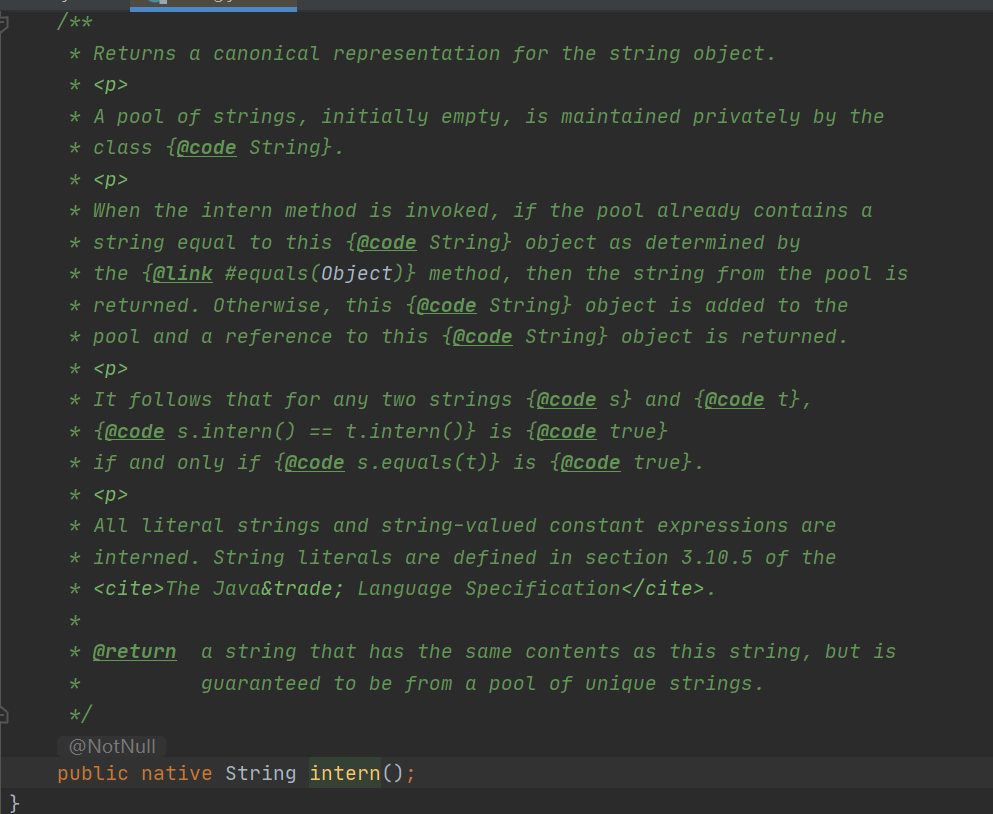 /**
* Returns a canonical representation for the string object.
* <p>
* A pool of strings, initially empty, is maintained privately by the
* class {@code String}.
* <p>
* When the intern method is invoked, if the pool already contains a
* string equal to this {@code String} object as determined by
* the {@link #equals(Object)} method, then the string from the pool is
* returned. Otherwise, this {@code String} object is added to the
* pool and a reference to this {@code String} object is returned.
* <p>
* It follows that for any two strings {@code s} and {@code t},
* {@code s.intern() == t.intern()} is {@code true}
* if and only if {@code s.equals(t)} is {@code true}.
* <p>
* All literal strings and string-valued constant expressions are
* interned. String literals are defined in section 3.10.5 of the
* <cite>The Java&trade; Language Specification</cite>.
*
* @return  a string that has the same contents as this string, but is
*          guaranteed to be from a pool of unique strings.
*/
@NotNull
public native String intern();
}